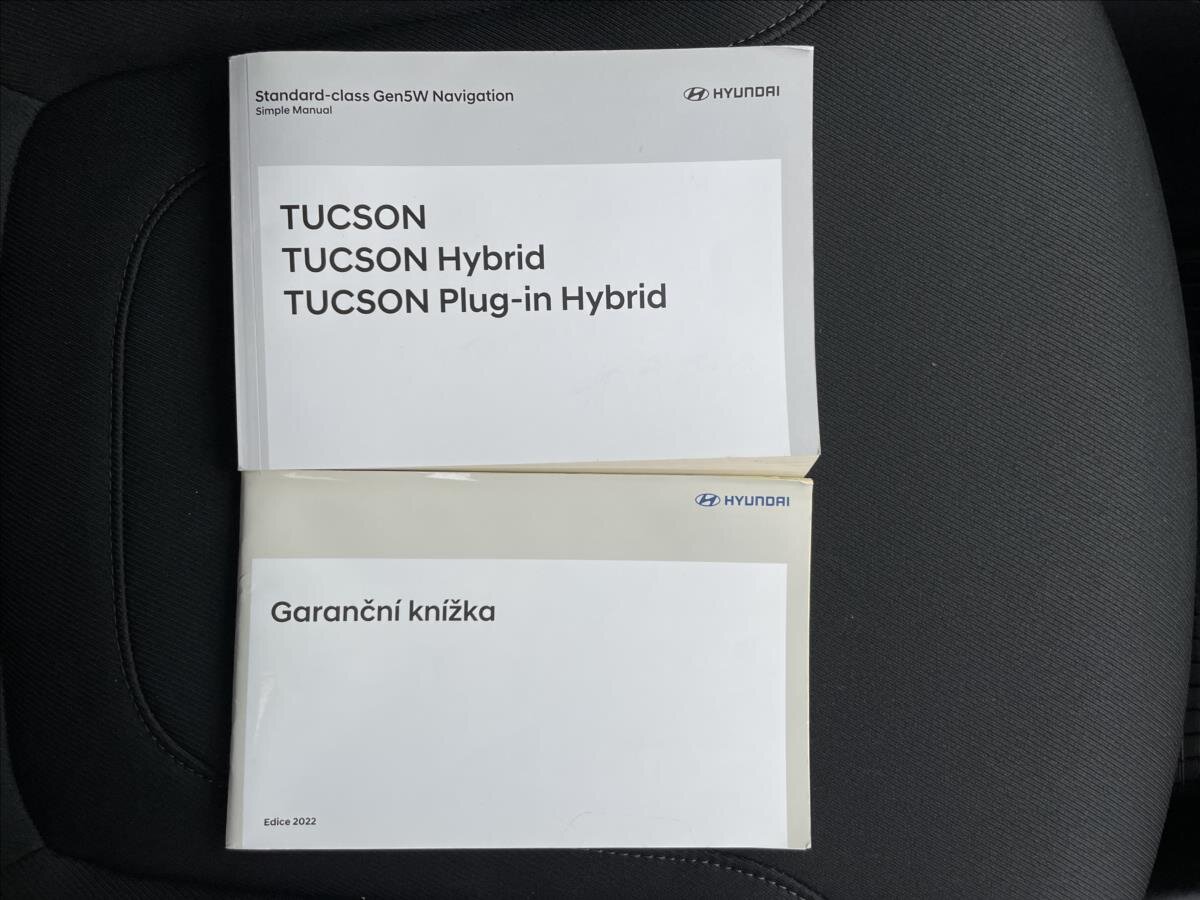 Standard-class Gen5W Navigation
Simple Manual
HYUNDAI
TUCSON
TUCSON Hybrid
TUCSON Plug-in Hybrid
HYUNDAI
Garanční knížka
Edice 2022